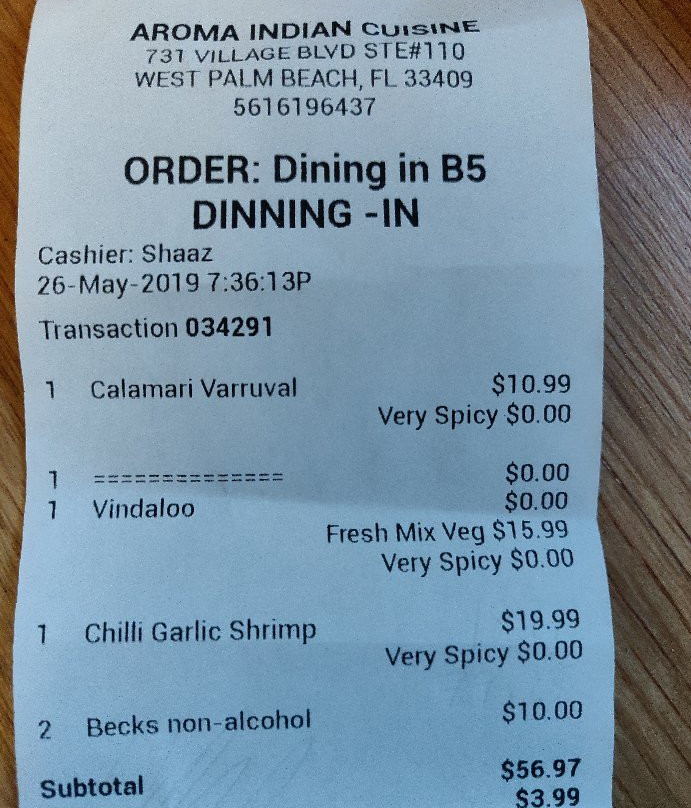 AROMA INDIAN CUISINE
731 VILLAGE BLVD STE#110
WEST PALM BEACH, FL 33409
5616196437
ORDER: Dining in B5
DINNING -IN
Cashier: Shaaz
26-May-2019 7:36:13P
Transaction 034291
1 Calamari Varruval $10.99
Very Spicy $0.00
1 ============== $0.00
1 Vindaloo $0.00
Fresh Mix Veg $15.99
Very Spicy $0.00
1 Chilli Garlic Shrimp $19.99
Very Spicy $0.00
2 Becks non-alcohol $10.00
Subtotal $56.97
$3.99